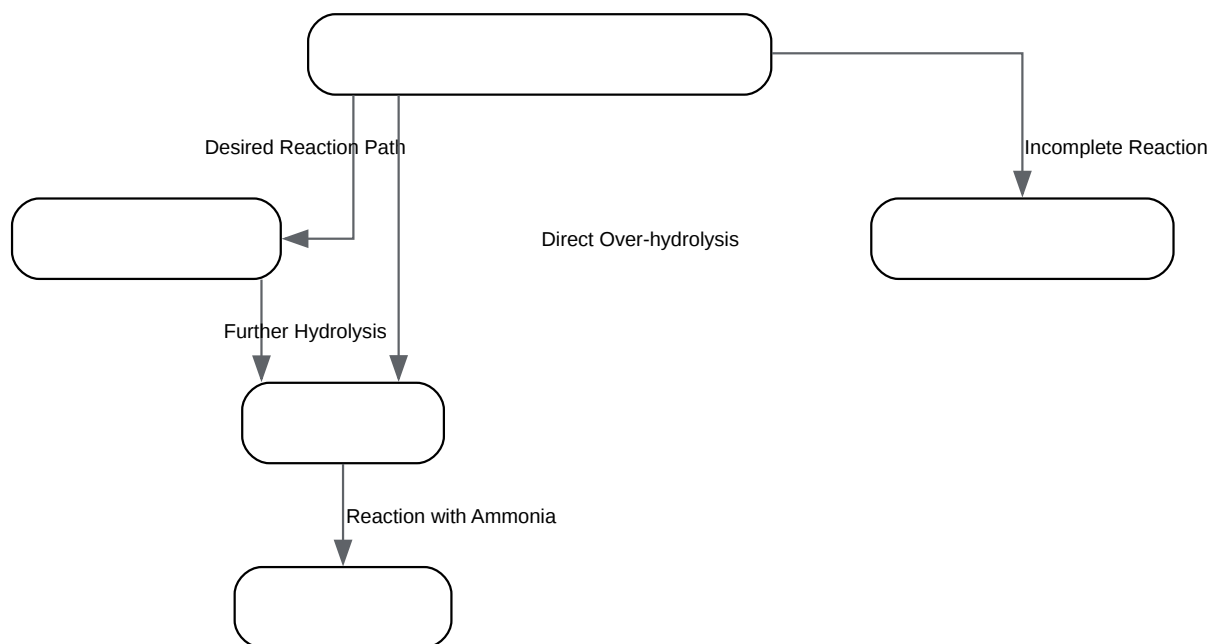 Desired Reaction Path
Incomplete Reaction
Direct Over-hydrolysis
Further Hydrolysis
Reaction with Ammonia